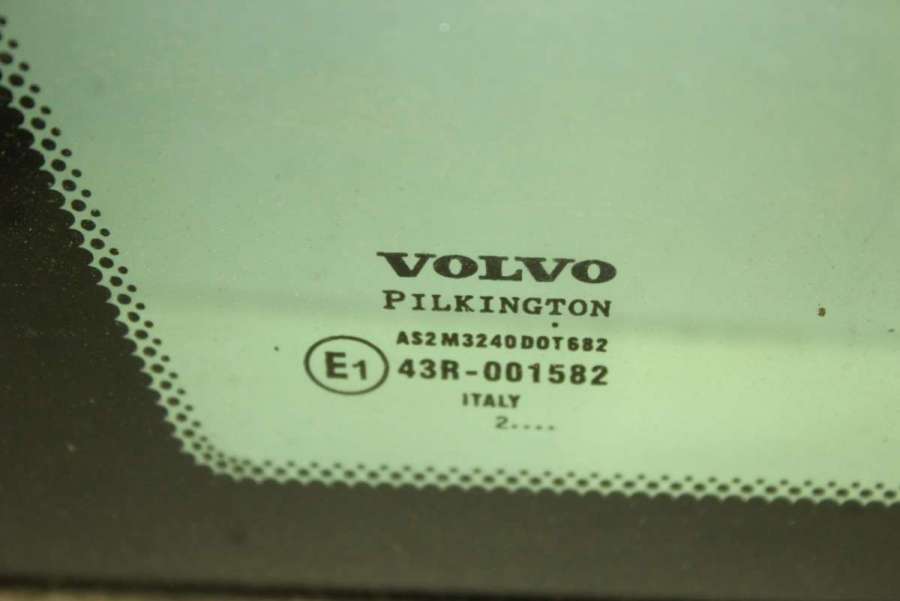 VOLVO
PILKINGTON
AS2 M3240 DOT682
E1 43R-001582
ITALY
2....